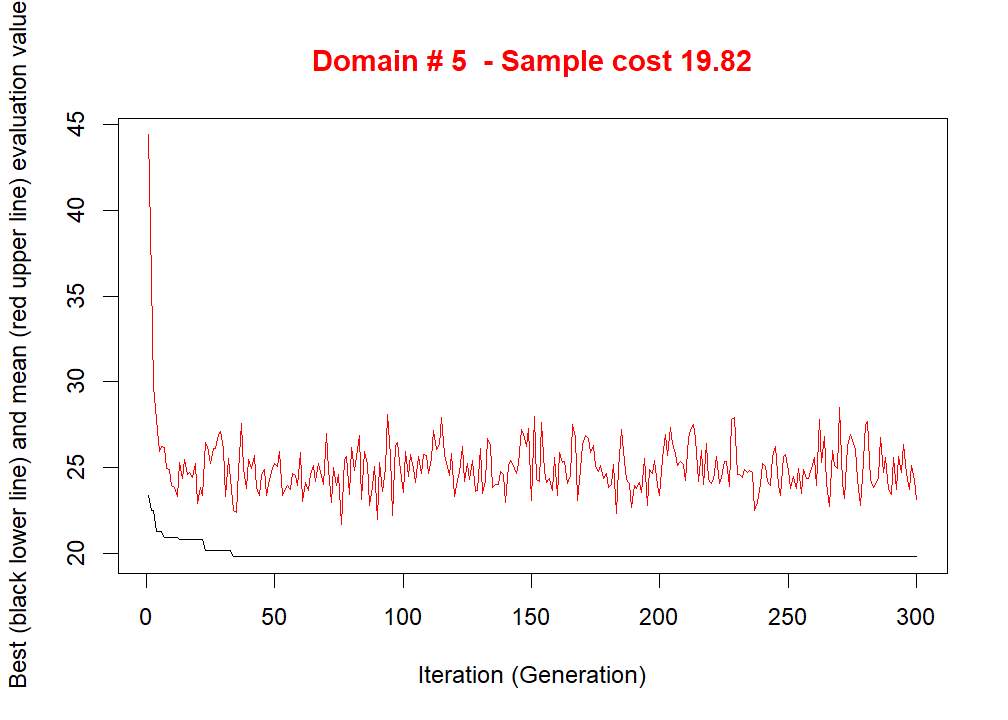 Domain # 5  - Sample cost 19.82
Best (black lower line) and mean (red upper line) evaluation value
45
40
35
30
25
20
0 50 100 150 200 250 300
Iteration (Generation)